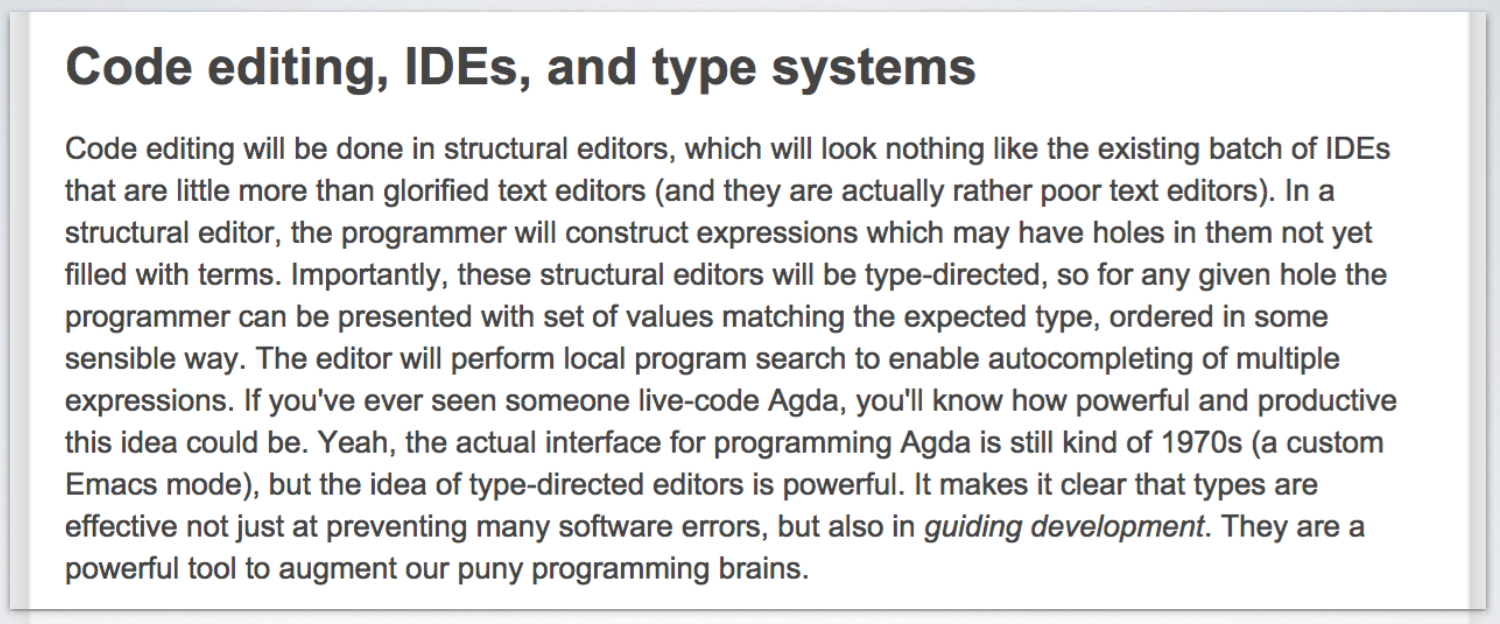 Code editing, IDEs, and type systems
Code editing will be done in structural editors, which will look nothing like the existing batch of IDEs
that are little more than glorified text editors (and they are actually rather poor text editors). In a
structural editor, the programmer will construct expressions which may have holes in them not yet
filled with terms. Importantly, these structural editors will be type-directed, so for any given hole the
programmer can be presented with set of values matching the expected type, ordered in some
sensible way. The editor will perform local program search to enable autocompleting of multiple
expressions. If you've ever seen someone live-code Agda, you'll know how powerful and productive
this idea could be. Yeah, the actual interface for programming Agda is still kind of 1970s (a custom
Emacs mode), but the idea of type-directed editors is powerful. It makes it clear that types are
effective not just at preventing many software errors, but also in guiding development. They are a
powerful tool to augment our puny programming brains.